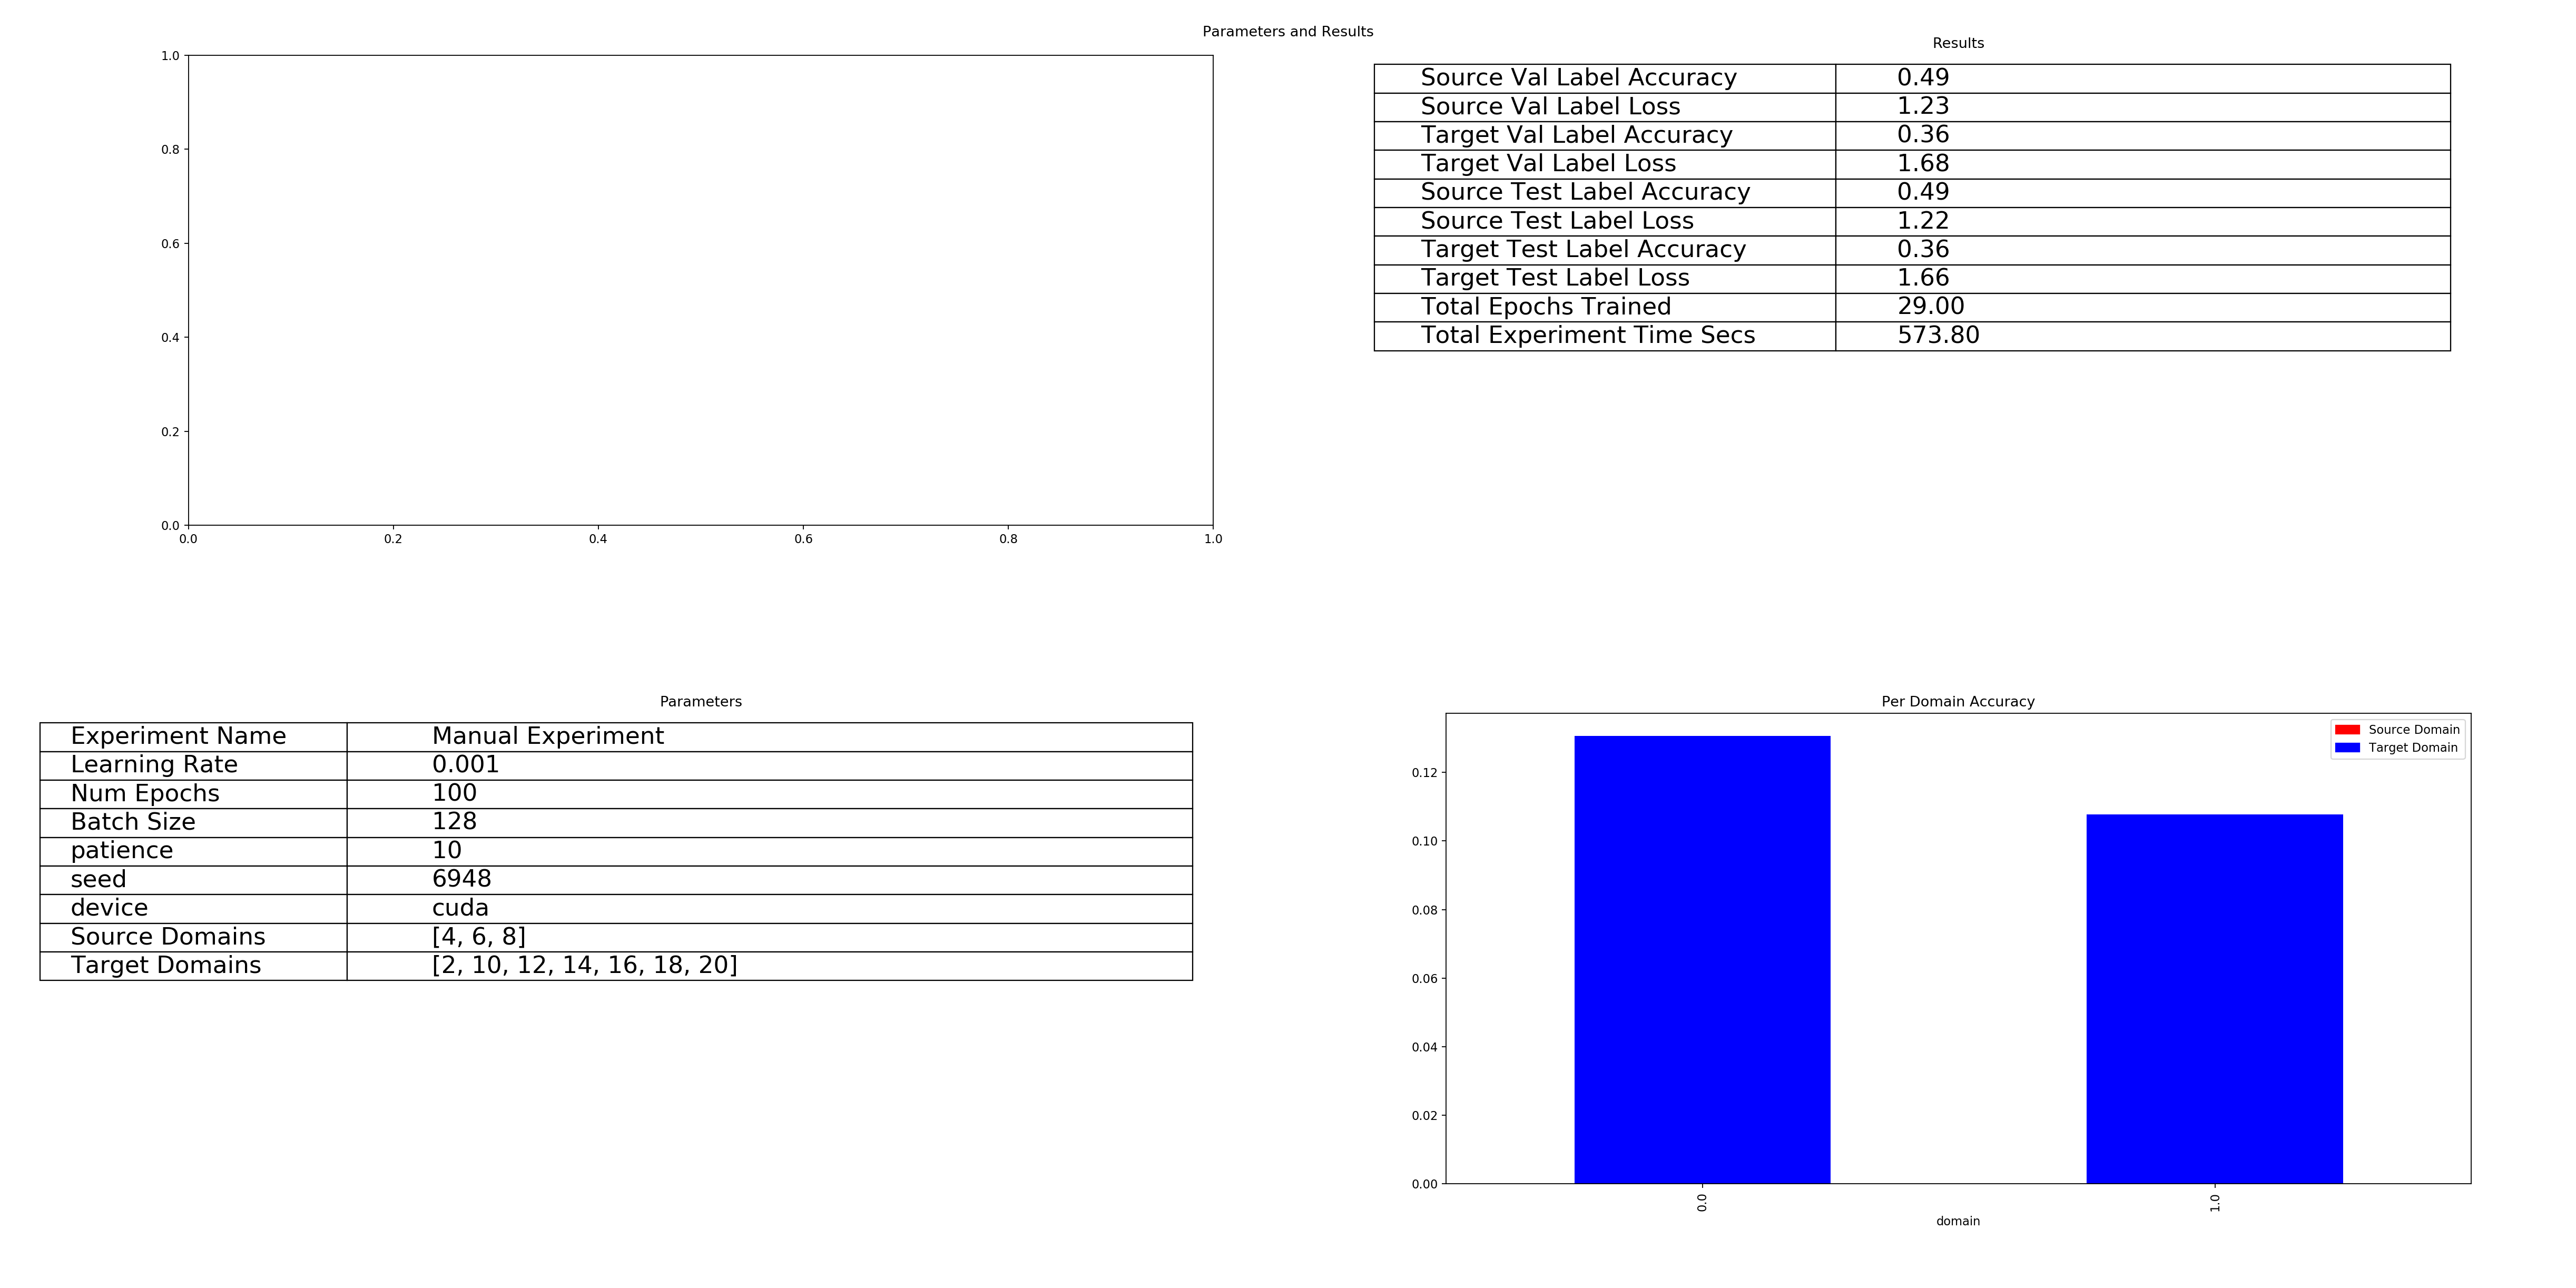 Parameters and Results
1.0
0.8
0.6
0.4
0.2
0.0
0.0 0.2 0.4 0.6 0.8 1.0
Results
Source Val Label Accuracy 0.49
Source Val Label Loss 1.23
Target Val Label Accuracy 0.36
Target Val Label Loss 1.68
Source Test Label Accuracy 0.49
Source Test Label Loss 1.22
Target Test Label Accuracy 0.36
Target Test Label Loss 1.66
Total Epochs Trained 29.00
Total Experiment Time Secs 573.80
Parameters
Experiment Name Manual Experiment
Learning Rate 0.001
Num Epochs 100
Batch Size 128
patience 10
seed 6948
device cuda
Source Domains [4, 6, 8]
Target Domains [2, 10, 12, 14, 16, 18, 20]
Per Domain Accuracy
Source Domain
Target Domain
0.12
0.10
0.08
0.06
0.04
0.02
0.00
0.0 1.0
domain